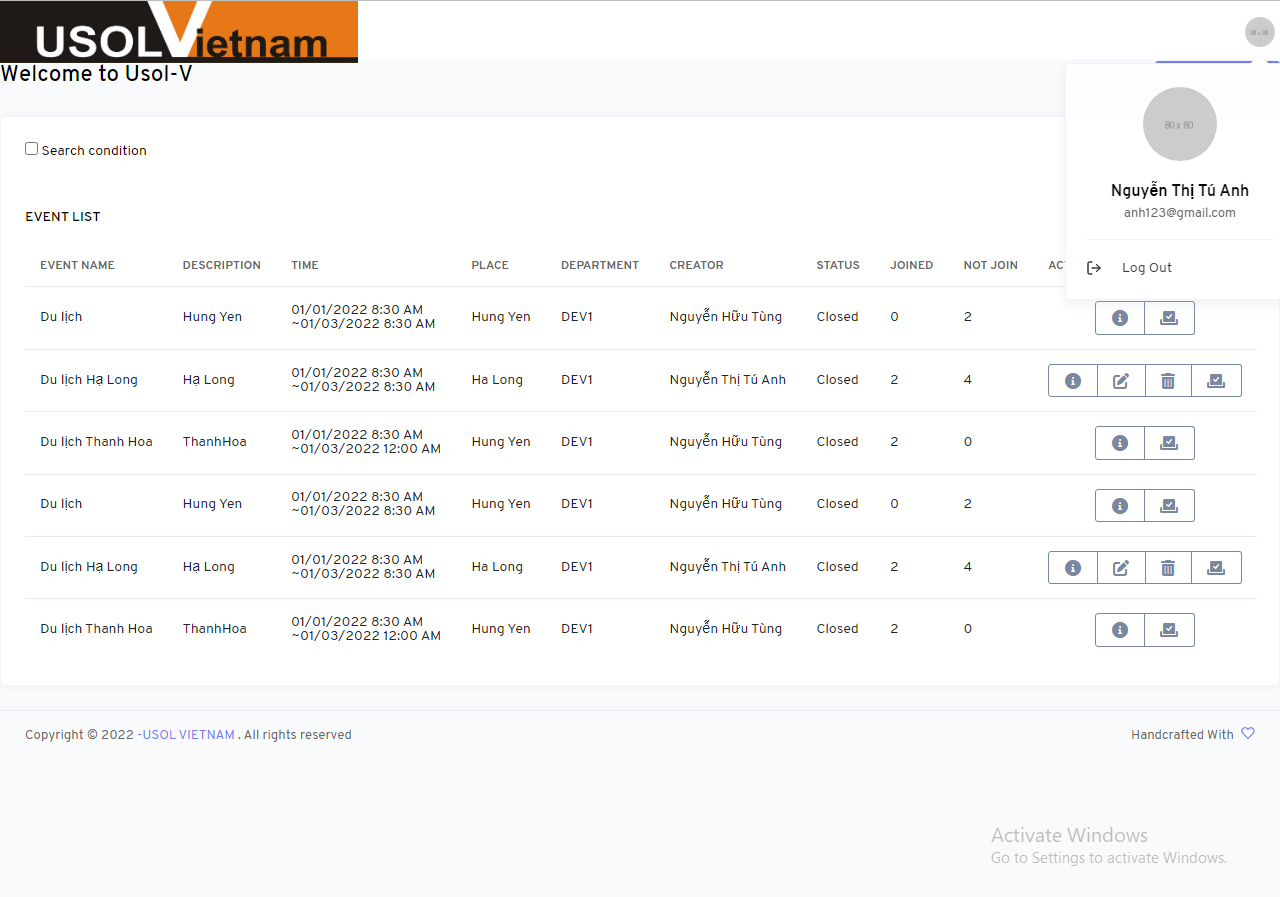 USOLVietnam
Welcome to Usol-V
80 x 80
Nguyễn Thị Tú Anh
anh123@gmail.com
Log Out
Search condition
EVENT LIST
EVENT NAME DESCRIPTION TIME PLACE DEPARTMENT CREATOR STATUS JOINED NOT JOIN
Du lịch Hung Yen 01/01/2022 8:30 AM Hung Yen DEV1 Nguyễn Hữu Tùng Closed 0 2
~01/03/2022 8:30 AM
Du lịch Hạ Long Hạ Long 01/01/2022 8:30 AM Ha Long DEV1 Nguyễn Thị Tú Anh Closed 2 4
~01/03/2022 8:30 AM
Du lịch Thanh Hoa ThanhHoa 01/01/2022 8:30 AM Hung Yen DEV1 Nguyễn Hữu Tùng Closed 2 0
~01/03/2022 12:00 AM
Du lịch Hung Yen 01/01/2022 8:30 AM Hung Yen DEV1 Nguyễn Hữu Tùng Closed 0 2
~01/03/2022 8:30 AM
Du lịch Hạ Long Hạ Long 01/01/2022 8:30 AM Ha Long DEV1 Nguyễn Thị Tú Anh Closed 2 4
~01/03/2022 8:30 AM
Du lịch Thanh Hoa ThanhHoa 01/01/2022 8:30 AM Hung Yen DEV1 Nguyễn Hữu Tùng Closed 2 0
~01/03/2022 12:00 AM
Copyright © 2022 -USOL VIETNAM . All rights reserved
Handcrafted With
Activate Windows
Go to Settings to activate Windows.